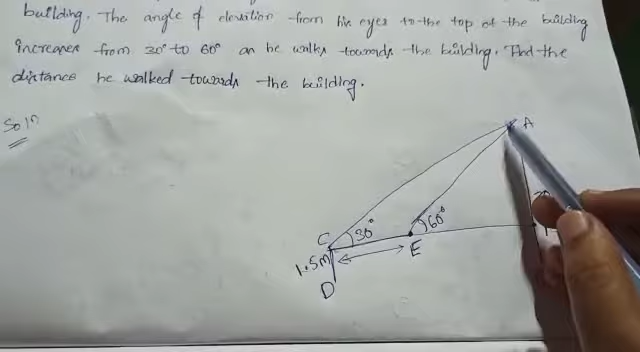 building. The angle of elevation from his eyes to the top of the building
increases from 30° to 60° as he walks towards the building. Find the
distance he walked towards the building.
Soln
A
C 30° 60°
E
1.5m
D